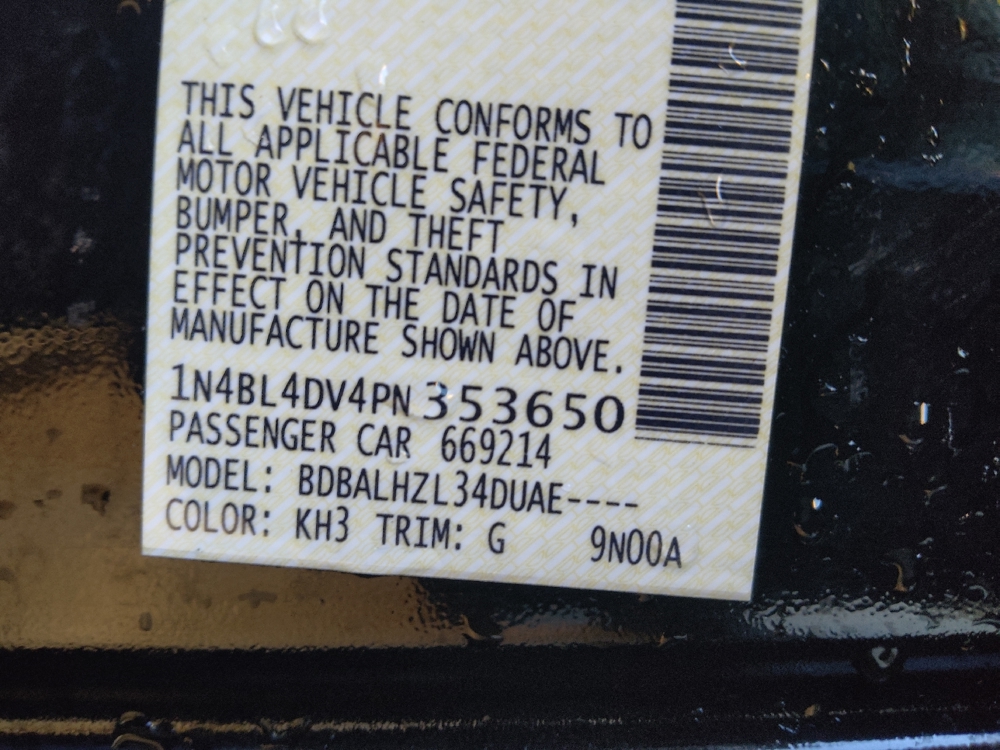 THIS VEHICLE CONFORMS TO
ALL APPLICABLE FEDERAL
MOTOR VEHICLE SAFETY,
BUMPER, AND THEFT
PREVENTION STANDARDS IN
EFFECT ON THE DATE OF
MANUFACTURE SHOWN ABOVE.
1N4BL4DV4PN353650
PASSENGER CAR 669214
MODEL: BDBALHZL34DUAE----
COLOR: KH3 TRIM: G 9N00A